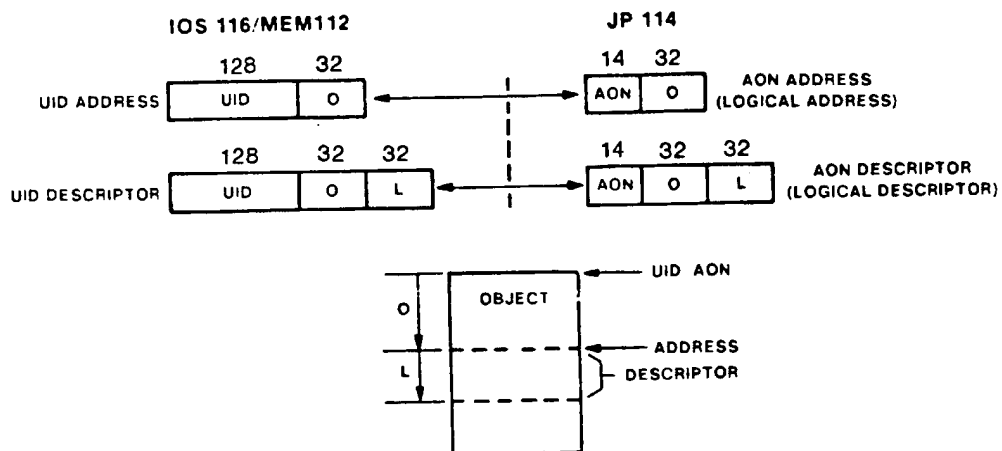 IOS 116/MEM112
JP 114
128 32
14 32
UID ADDRESS UID O
AON O AON ADDRESS
(LOGICAL ADDRESS)
128 32 32
14 32 32
UID DESCRIPTOR UID O L
AON O L AON DESCRIPTOR
(LOGICAL DESCRIPTOR)
UID AON
OBJECT
O
ADDRESS
L
DESCRIPTOR